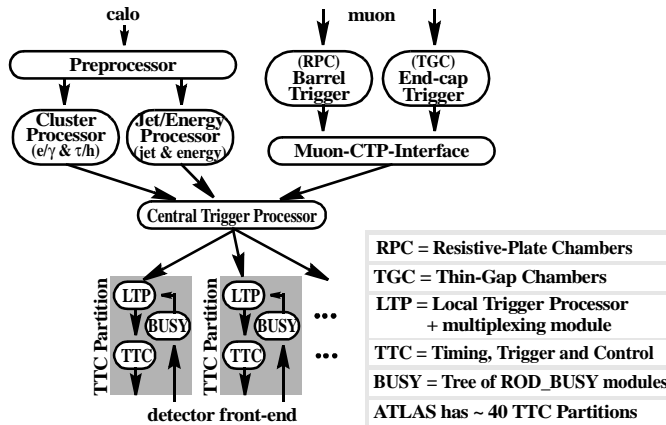 calo
muon
Preprocessor
(RPC)
Barrel
Trigger
(TGC)
End-cap
Trigger
Cluster
Processor
(e/γ & τ/h)
Jet/Energy
Processor
(jet & energy)
Muon-CTP-Interface
Central Trigger Processor
TTC Partition
LTP
BUSY
TTC
TTC Partition
LTP
BUSY
TTC
...
...
detector front-end
RPC = Resistive-Plate Chambers
TGC = Thin-Gap Chambers
LTP = Local Trigger Processor
+ multiplexing module
TTC = Timing, Trigger and Control
BUSY = Tree of ROD_BUSY modules
ATLAS has ~ 40 TTC Partitions